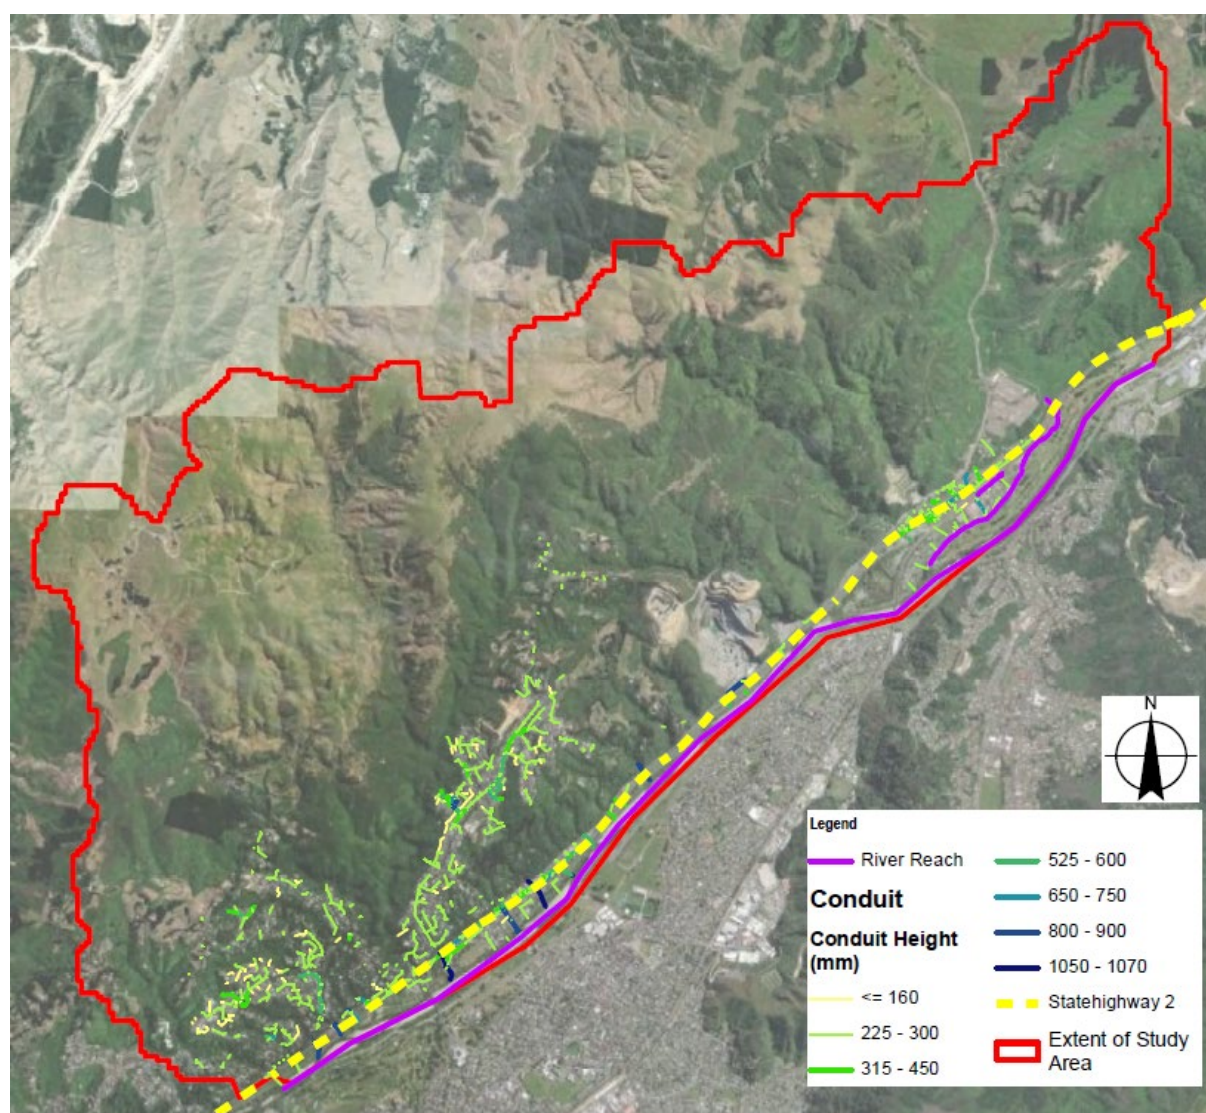 N
Legend
River Reach
Conduit
Conduit Height
(mm)
<= 160
225 - 300
315 - 450
525 - 600
650 - 750
800 - 900
1050 - 1070
Statehighway 2
Extent of Study
Area